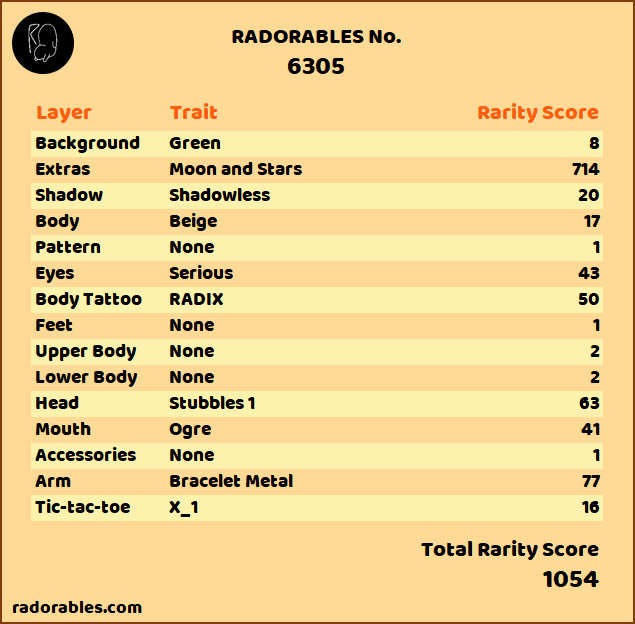 RADORABLES No.
6305
Layer Trait Rarity Score
Background Green 8
Extras Moon and Stars 714
Shadow Shadowless 20
Body Beige 17
Pattern None 1
Eyes Serious 43
Body Tattoo RADIX 50
Feet None 1
Upper Body None 2
Lower Body None 2
Head Stubbles 1 63
Mouth Ogre 41
Accessories None 1
Arm Bracelet Metal 77
Tic-tac-toe X_1 16
Total Rarity Score
1054
radorables.com